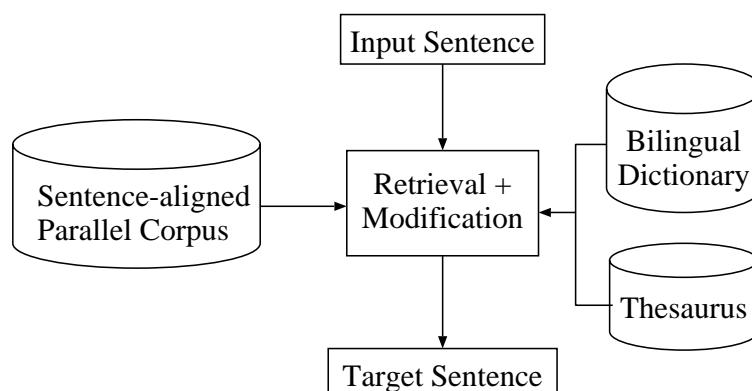 Input Sentence
Sentence-aligned
Parallel Corpus
Retrieval +
Modification
Bilingual
Dictionary
Thesaurus
Target Sentence